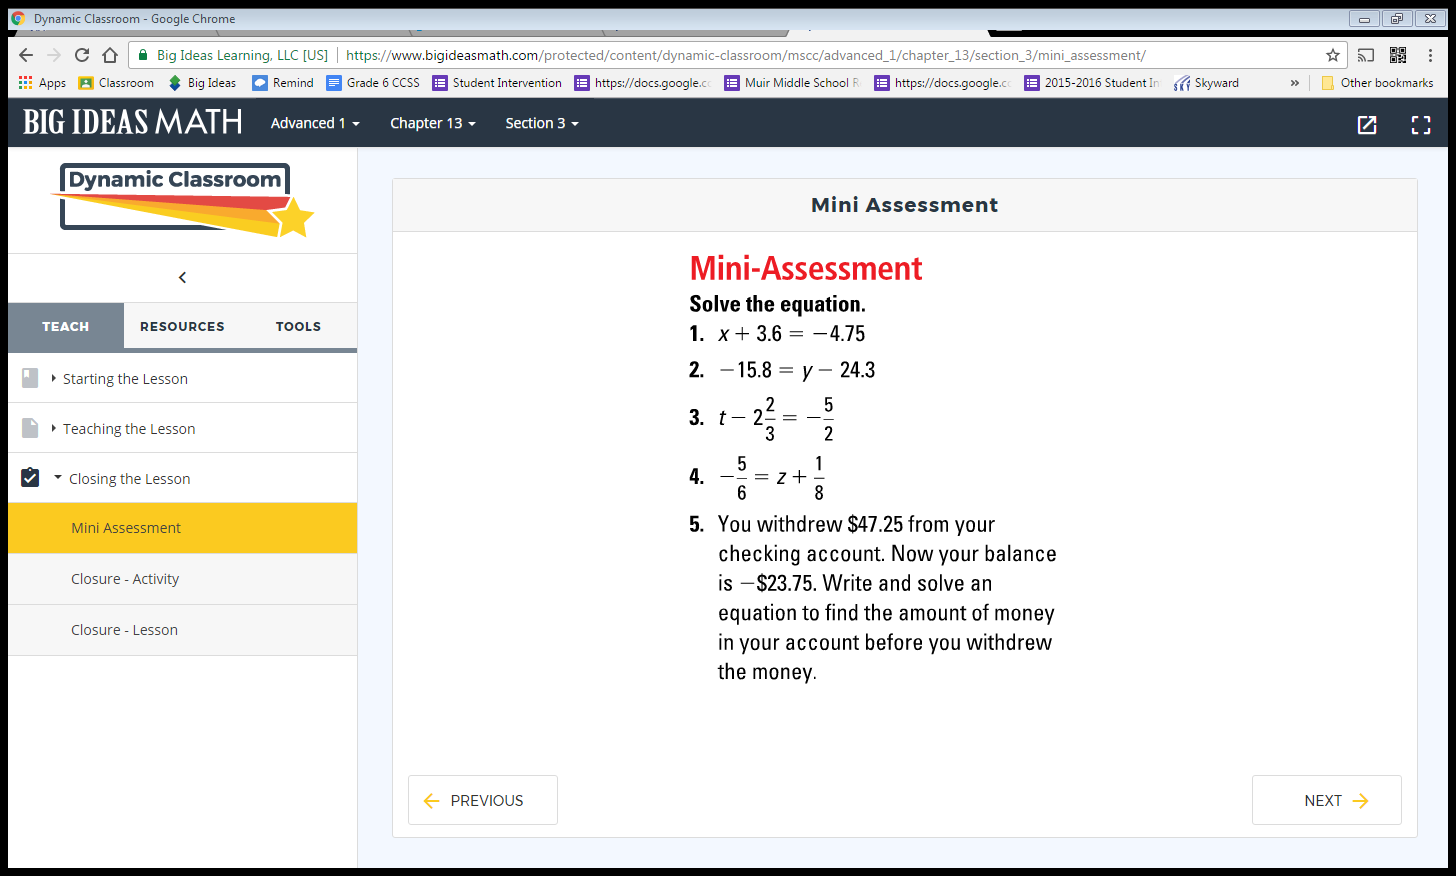 Dynamic Classroom - Google Chrome
Big Ideas Learning, LLC [US] | https://www.bigideasmath.com/protected/content/dynamic-classroom/mscc/advanced_1/chapter_13/section_3/mini_assessment/
Apps Classroom Big Ideas Remind Grade 6 CCSS Student Intervention https://docs.google.cc Muir Middle School R https://docs.google.cc 2015-2016 Student In Skyward » Other bookmarks
BIG IDEAS MATH Advanced 1 Chapter 13 Section 3
Dynamic Classroom
TEACH RESOURCES TOOLS
Starting the Lesson
Teaching the Lesson
Closing the Lesson
Mini Assessment
Closure - Activity
Closure - Lesson
Mini Assessment
Mini-Assessment
Solve the equation.
1. x + 3.6 = −4.75
2. −15.8 = y − 24.3
3. t − 2 2/3 = −5/2
4. −5/6 = z + 1/8
5. You withdrew $47.25 from your
checking account. Now your balance
is −$23.75. Write and solve an
equation to find the amount of money
in your account before you withdrew
the money.
PREVIOUS
NEXT